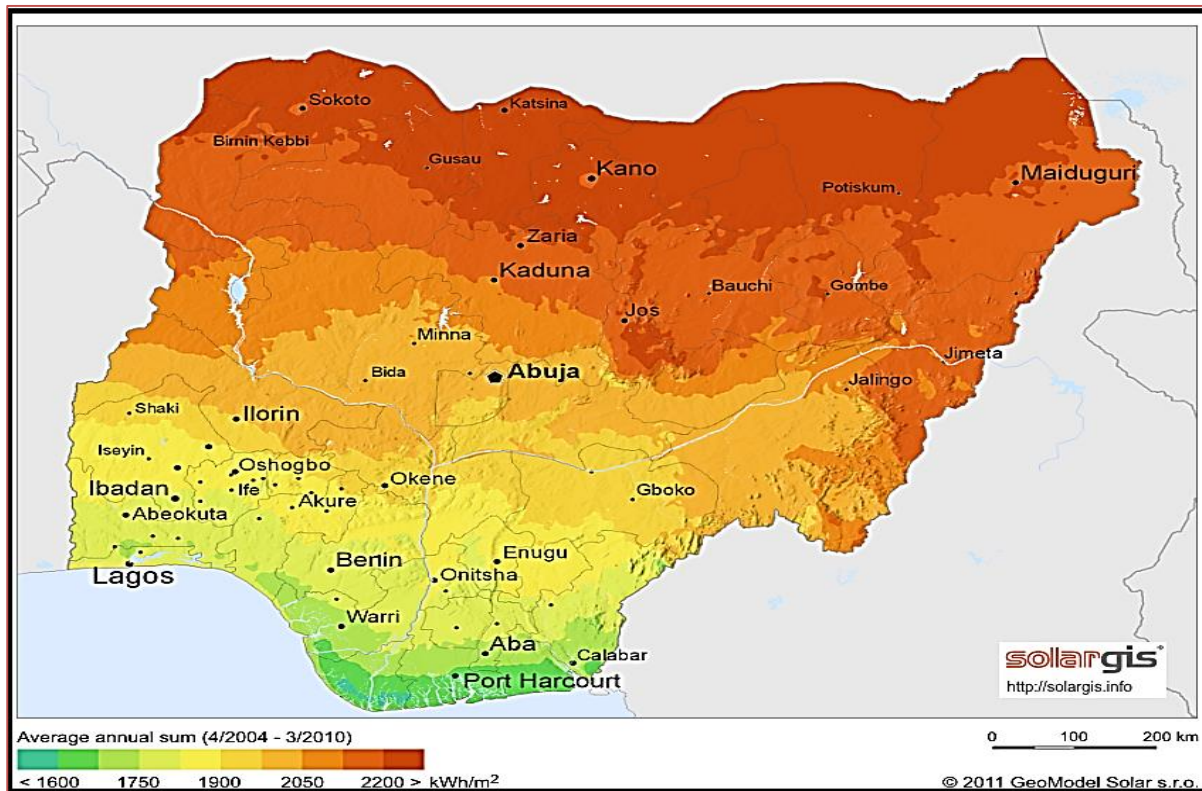 Sokoto
Katsina
Birnin Kebbi
Gusau
Kano
Potiskum
Maiduguri
Zaria
Kaduna
Bauchi
Gombe
Jos
Minna
Jimeta
Bida
Abuja
Jalingo
Shaki
Ilorin
Iseyin
Oshogbo
Okene
Ibadan
Ife
Gboko
Akure
Abeokuta
Benin
Enugu
Lagos
Onitsha
Warri
Aba
Calabar
Port Harcourt
solargis
http://solargis.info
Average annual sum (4/2004 - 3/2010)
0 100 200 km
< 1600 1750 1900 2050 2200 > kWh/m²
© 2011 GeoModel Solar s.r.o.